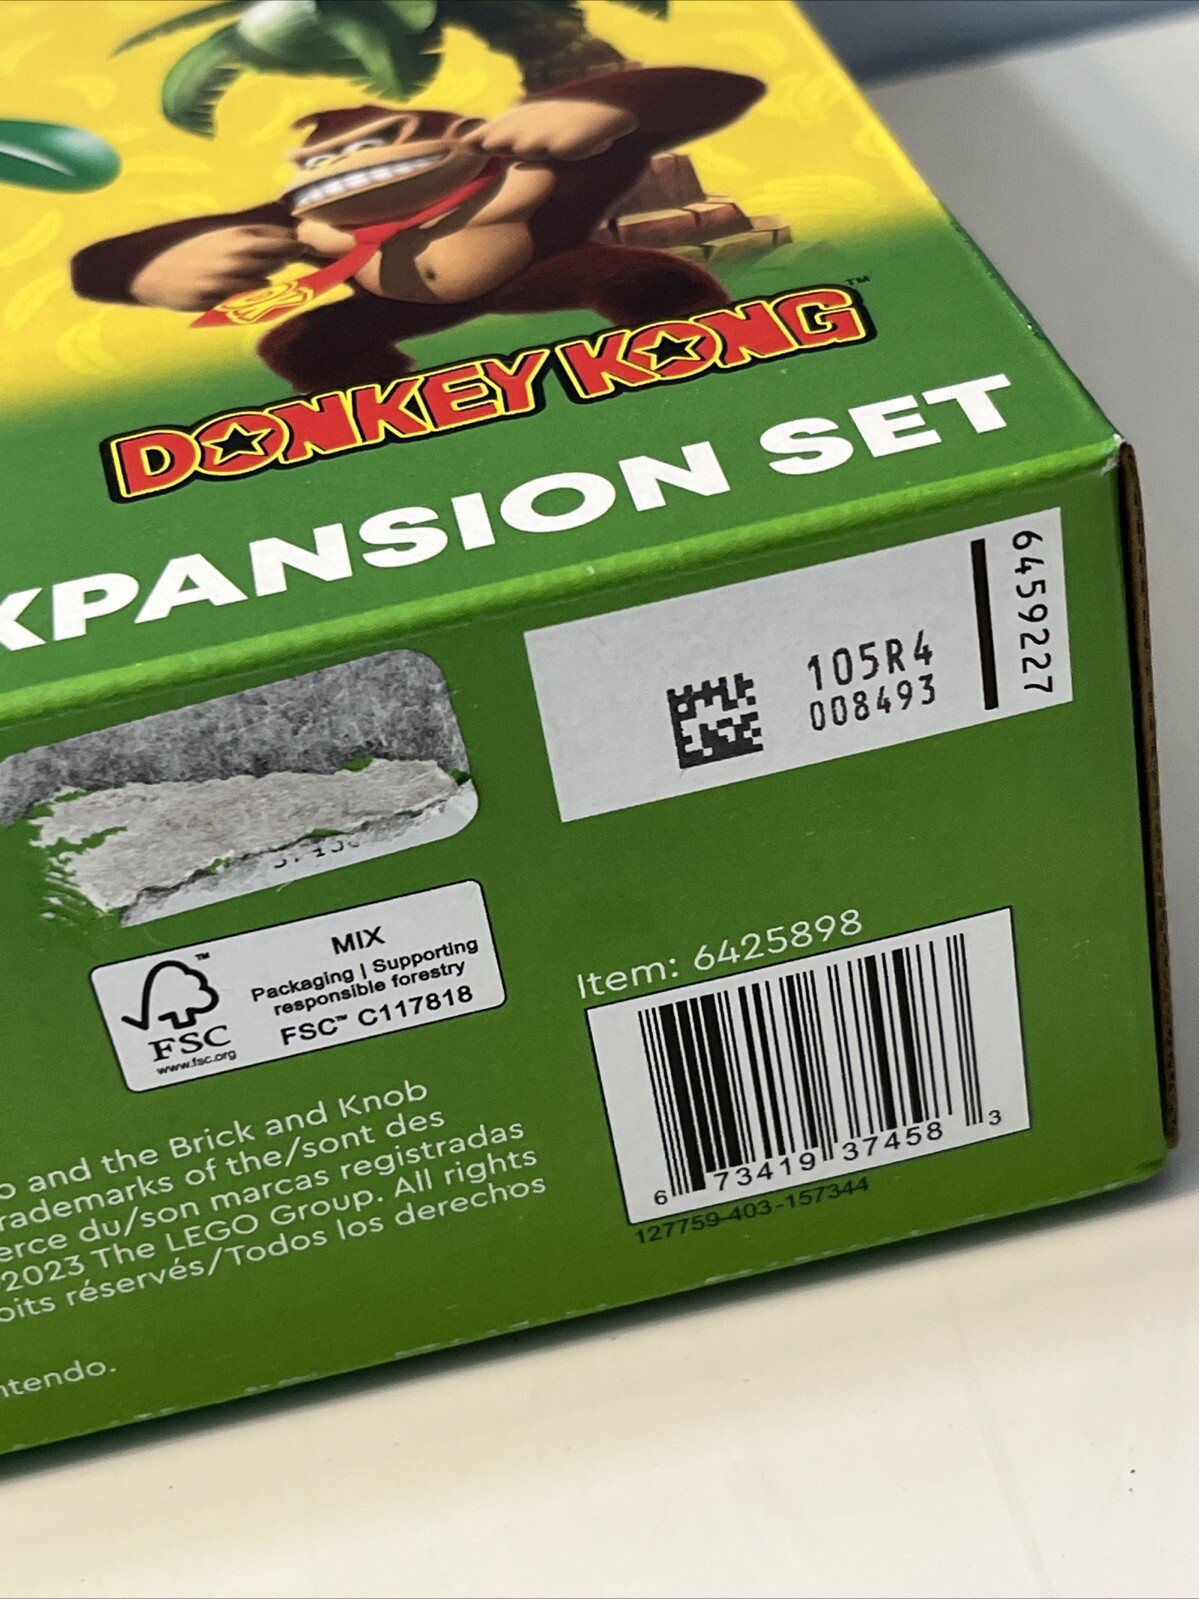 DK
DONKEY KONG™
XPANSION SET
6459227
105R4
008493
MIX
Packaging | Supporting
responsible forestry
FSC™ C117818
FSC
www.fsc.org
Item: 6425898
6 73419 37458 3
127759-403-157344
and the Brick and Knob
rademarks of the/sont des
erce du/son marcas registradas
2023 The LEGO Group. All rights
oits réservés/Todos los derechos
ntendo.